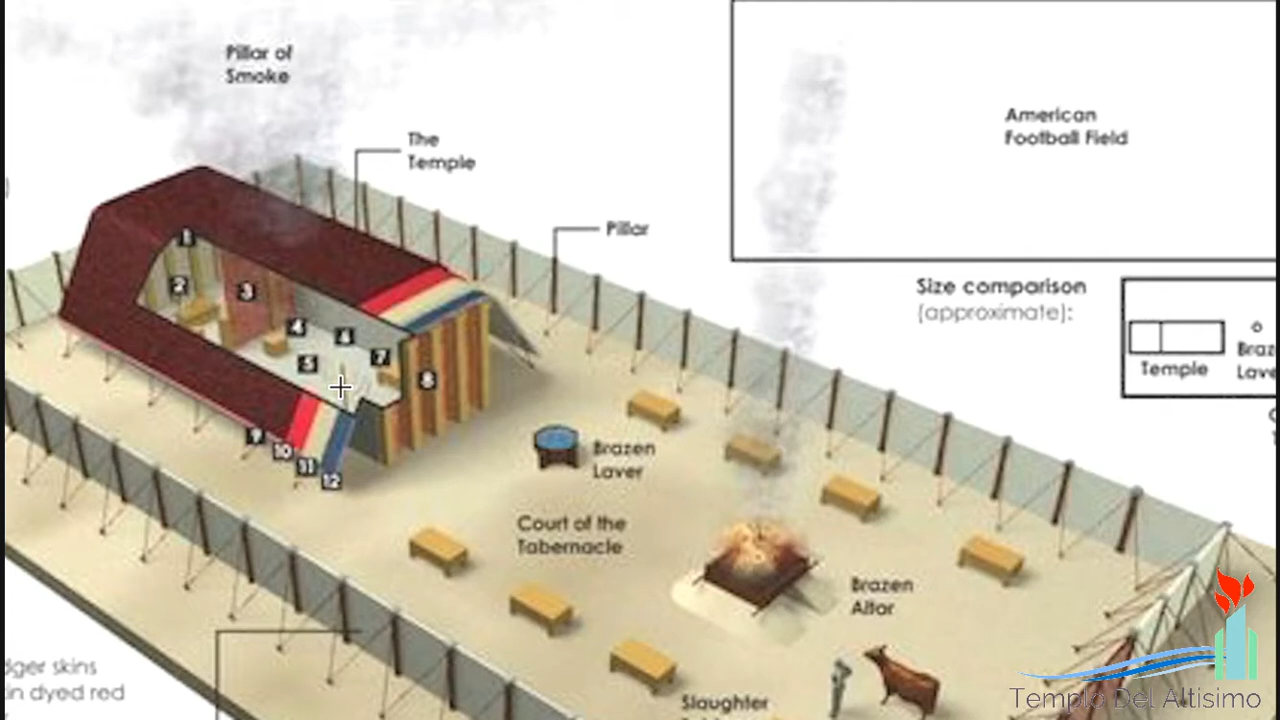 Pillar of
Smoke
The
Temple
Pillar
American
Football Field
Size comparison
(approximate):
Temple
Braz
Lave
1
2
3
4
5
6
7
8
9
10
11
12
Brazen
Laver
Court of the
Tabernacle
Brazen
Altar
Slaughter
dger skins
in dyed red
Templo Del Altisimo